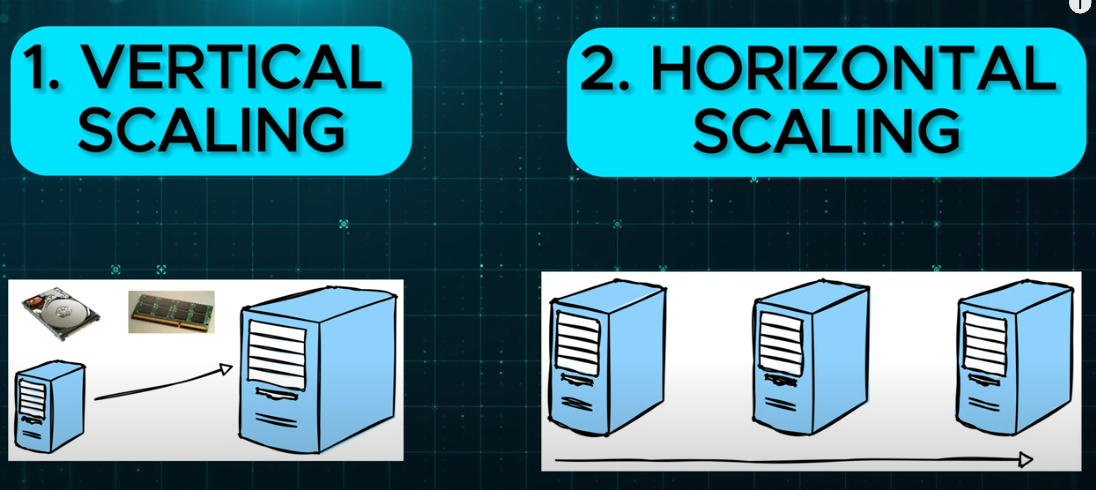 1. VERTICAL
SCALING
2. HORIZONTAL
SCALING